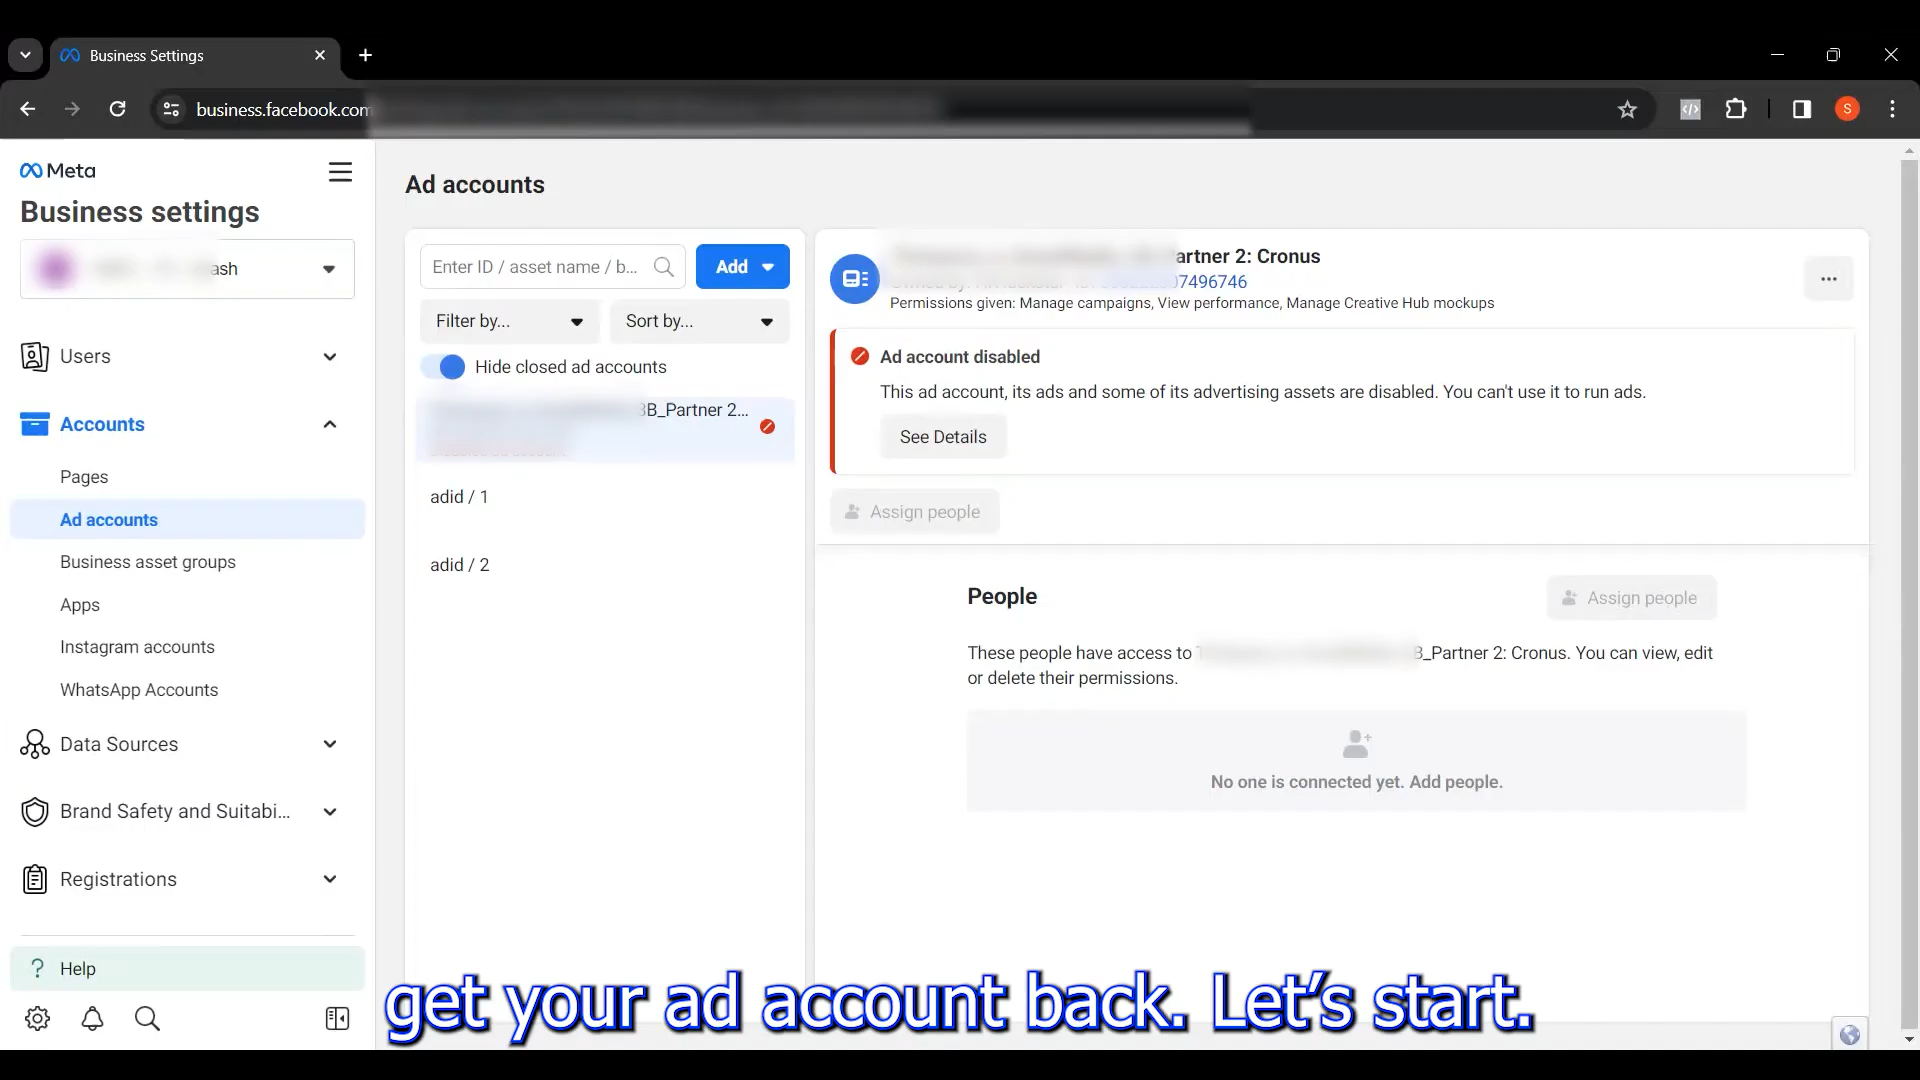 Business Settings
business.facebook.com
S
Meta
Business settings
ash
Users
Accounts
Pages
Ad accounts
Business asset groups
Apps
Instagram accounts
WhatsApp Accounts
Data Sources
Brand Safety and Suitabi...
Registrations
Help
Ad accounts
Enter ID / asset name / b...
Add
Filter by...
Sort by...
Hide closed ad accounts
3B_Partner 2...
adid / 1
adid / 2
artner 2: Cronus
07496746
Permissions given: Manage campaigns, View performance, Manage Creative Hub mockups
Ad account disabled
This ad account, its ads and some of its advertising assets are disabled. You can't use it to run ads.
See Details
Assign people
People
Assign people
These people have access to B_Partner 2: Cronus. You can view, edit
or delete their permissions.
No one is connected yet. Add people.
get your ad account back. Let's start.